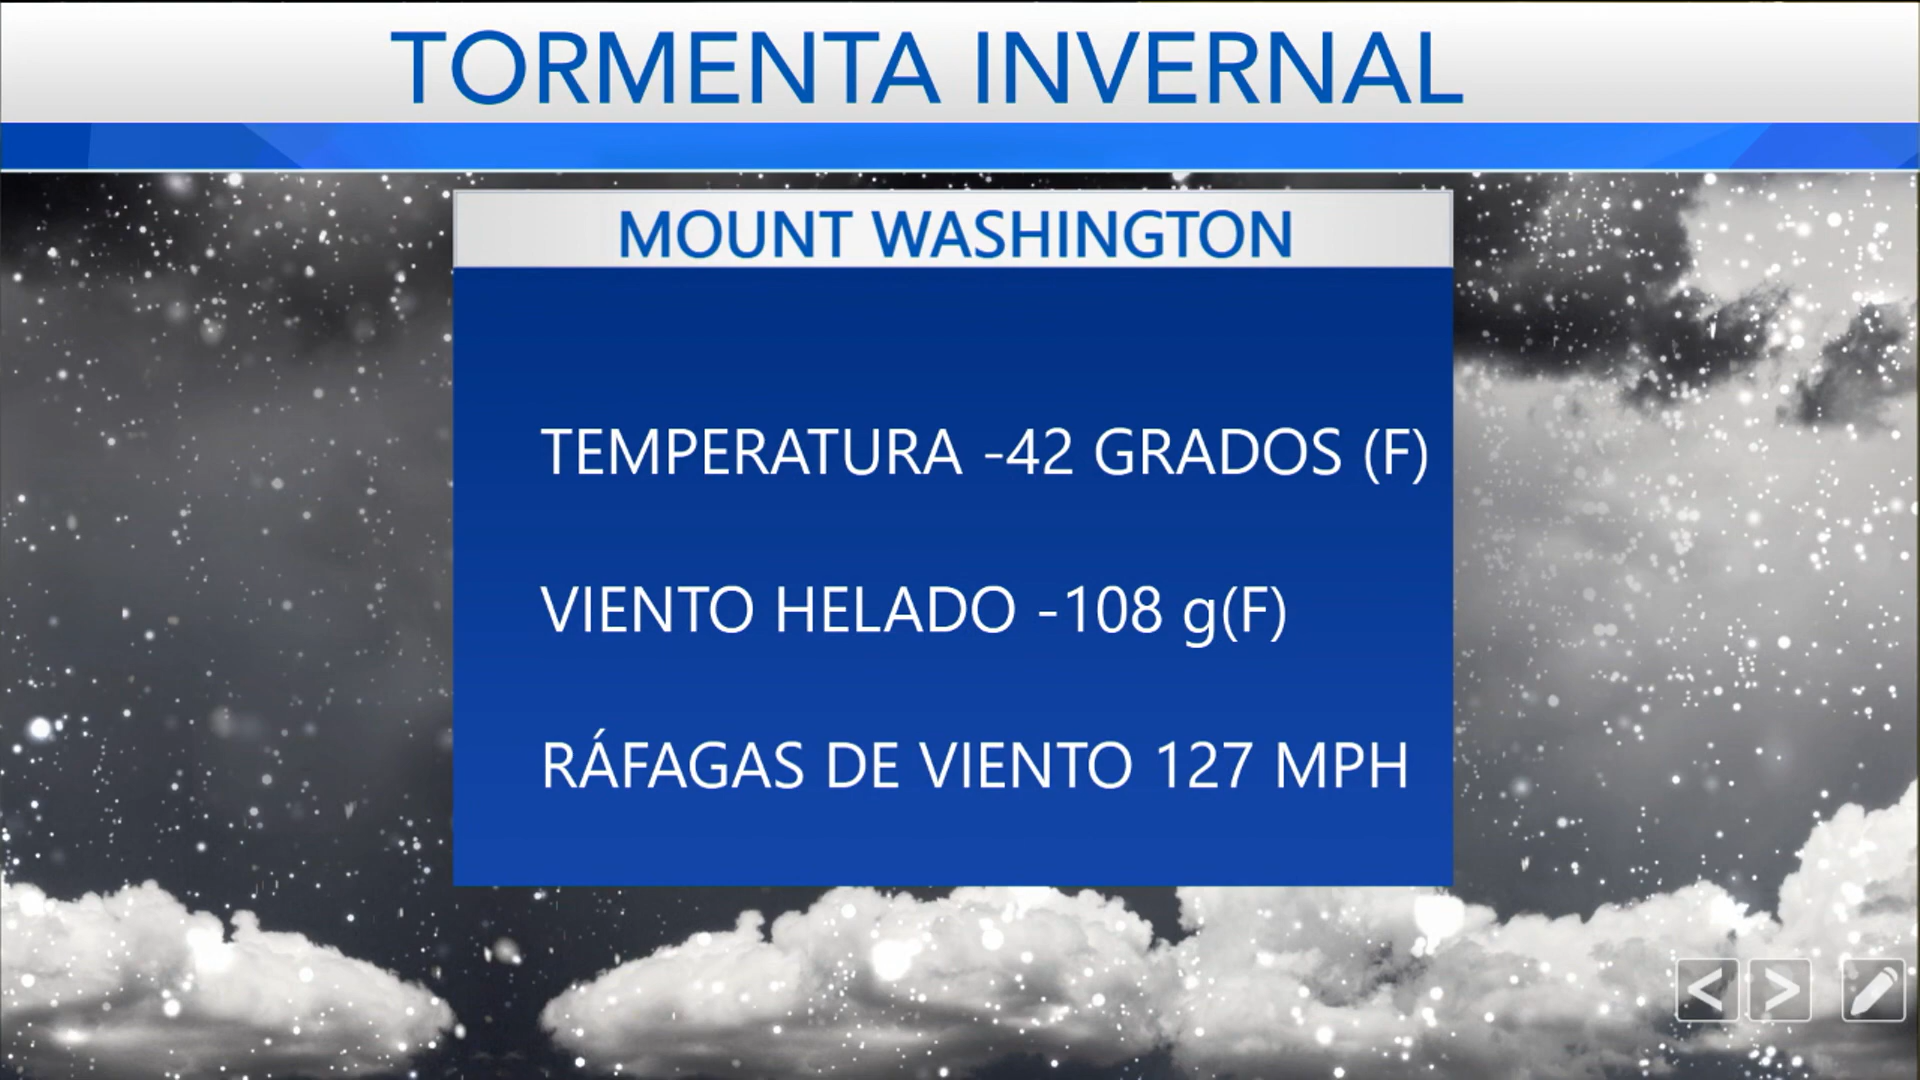 TORMENTA INVERNAL
MOUNT WASHINGTON
TEMPERATURA -42 GRADOS (F)
VIENTO HELADO -108 g(F)
RÁFAGAS DE VIENTO 127 MPH